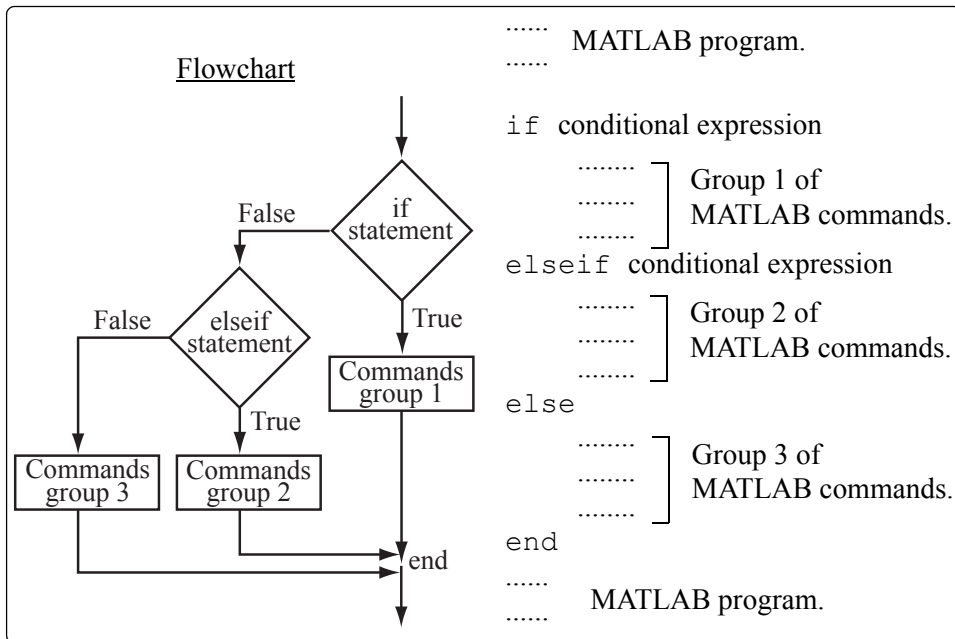 Flowchart
if
statement
False
True
elseif
statement
False
True
Commands
group 1
Commands
group 3
Commands
group 2
end
...... MATLAB program.
......
if conditional expression
........ Group 1 of
........ MATLAB commands.
........
elseif conditional expression
........ Group 2 of
........ MATLAB commands.
........
else
........ Group 3 of
........ MATLAB commands.
........
end
...... MATLAB program.
......